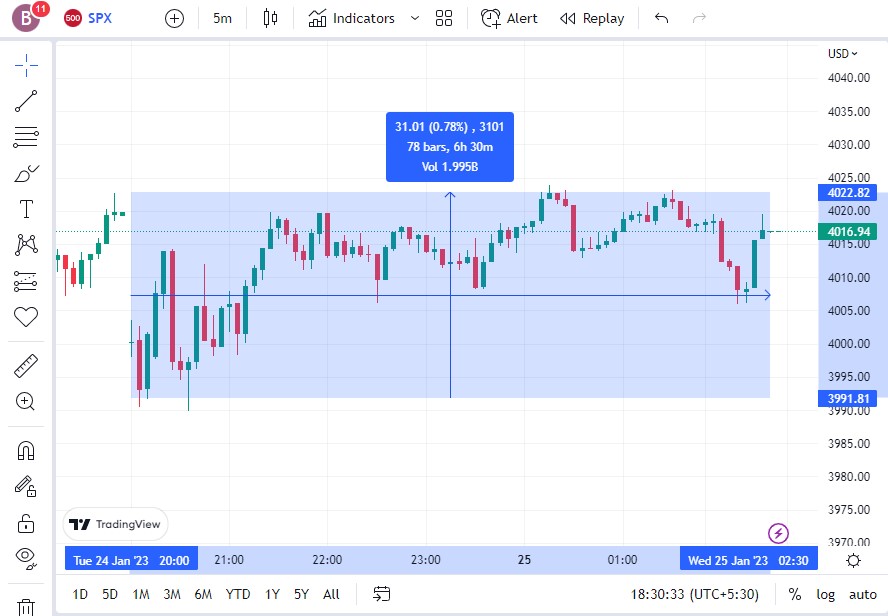 B 11 500 SPX 5m Indicators Alert Replay
USD
4040.00
4035.00
4030.00
31.01 (0.78%) , 3101
78 bars, 6h 30m
Vol 1.995B
4025.00
4022.82
4020.00
4016.94
4015.00
4010.00
4005.00
4000.00
3995.00
3991.81
3990.00
3985.00
3980.00
3975.00
3970.00
T
TradingView
Tue 24 Jan '23 20:00 21:00 22:00 23:00 25 01:00 Wed 25 Jan '23 02:30
1D 5D 1M 3M 6M YTD 1Y 5Y All 18:30:33 (UTC+5:30) % log auto